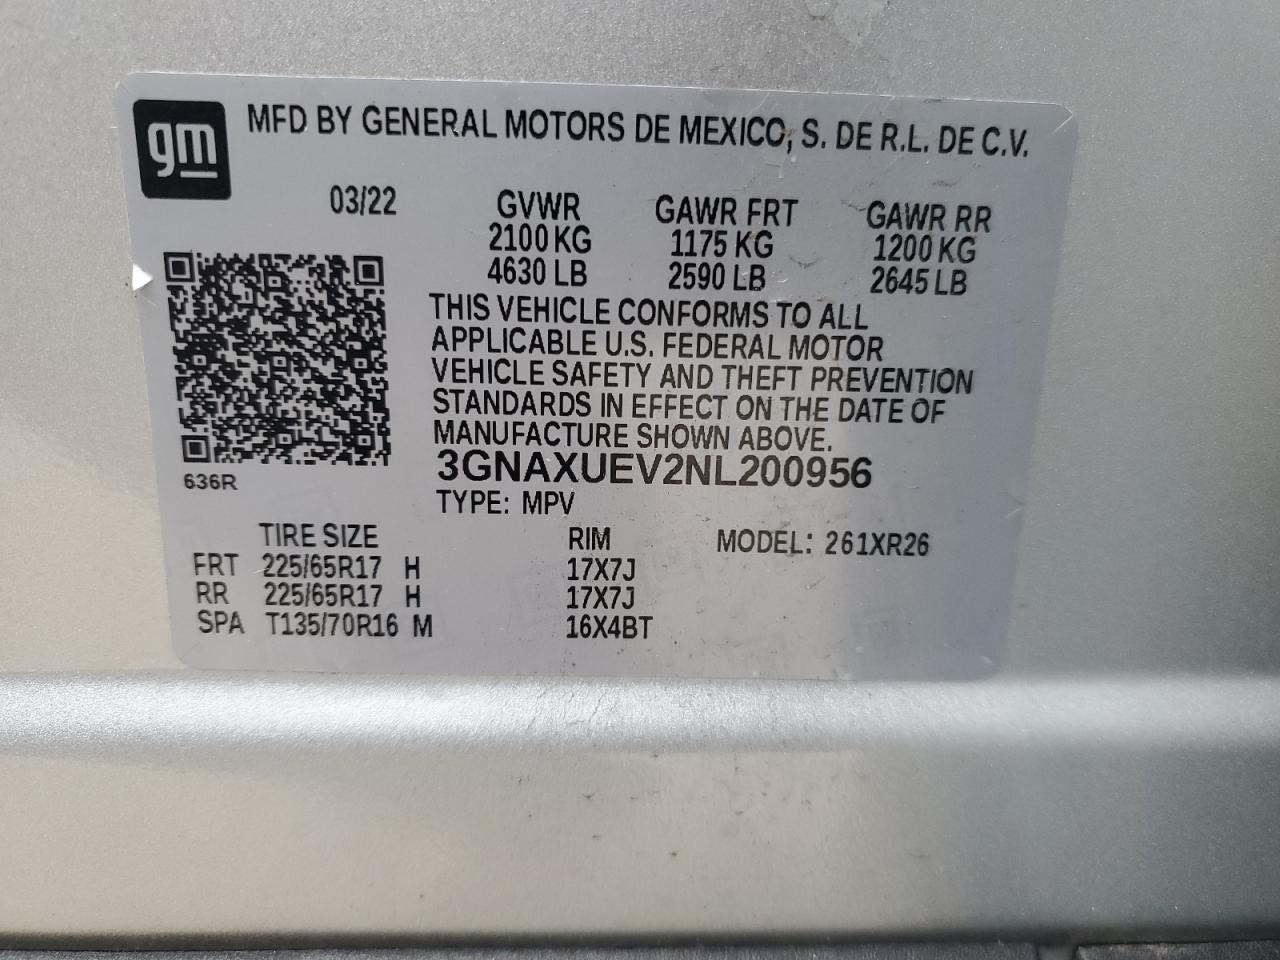 gm
MFD BY GENERAL MOTORS DE MEXICO, S. DE R.L. DE C.V.
03/22 GVWR GAWR FRT GAWR RR
2100 KG 1175 KG 1200 KG
4630 LB 2590 LB 2645 LB
THIS VEHICLE CONFORMS TO ALL
APPLICABLE U.S. FEDERAL MOTOR
VEHICLE SAFETY AND THEFT PREVENTION
STANDARDS IN EFFECT ON THE DATE OF
MANUFACTURE SHOWN ABOVE.
3GNAXUEV2NL200956
636R
TYPE: MPV
TIRE SIZE RIM MODEL: 261XR26
FRT 225/65R17 H 17X7J
RR 225/65R17 H 17X7J
SPA T135/70R16 M 16X4BT